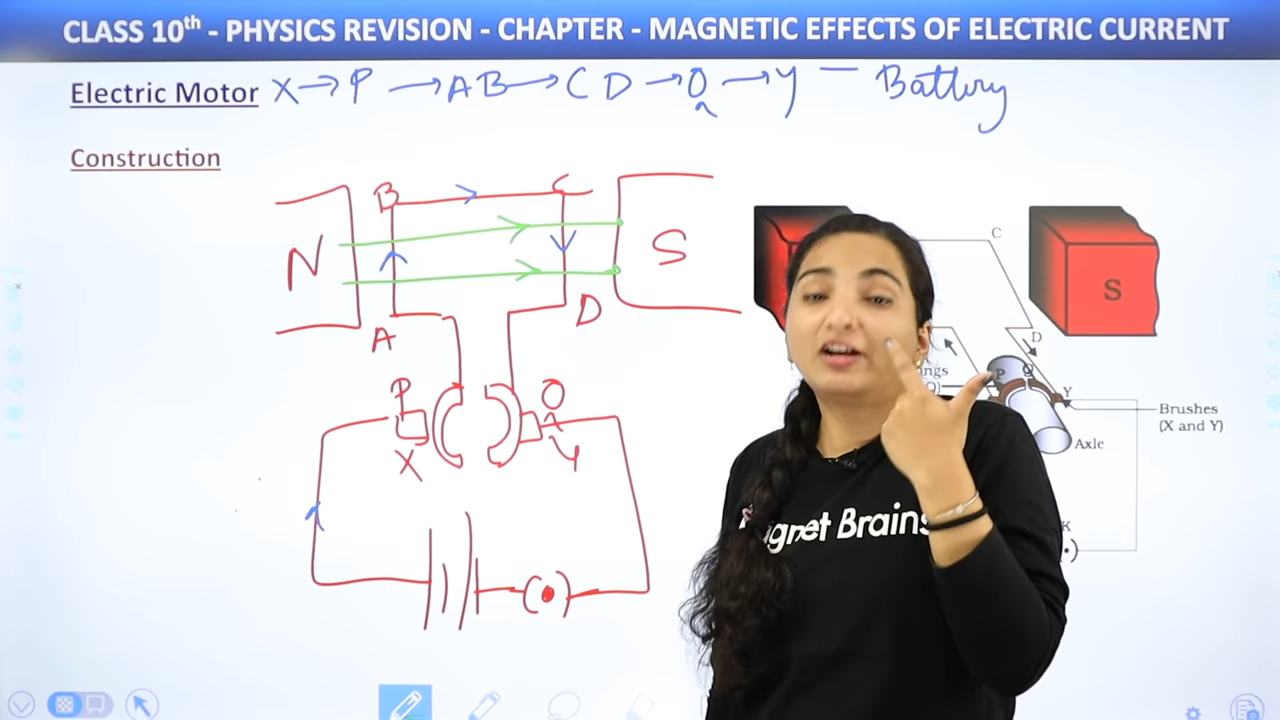 CLASS 10th - PHYSICS REVISION - CHAPTER - MAGNETIC EFFECTS OF ELECTRIC CURRENT
Electric Motor X → P → AB → CD → Q → Y — Battery
Construction
B
C
N
S
A
D
P
Q
X
Y
C
S
D
P
Q
Y
Brushes
(X and Y)
Axle
K
Magnet Brains